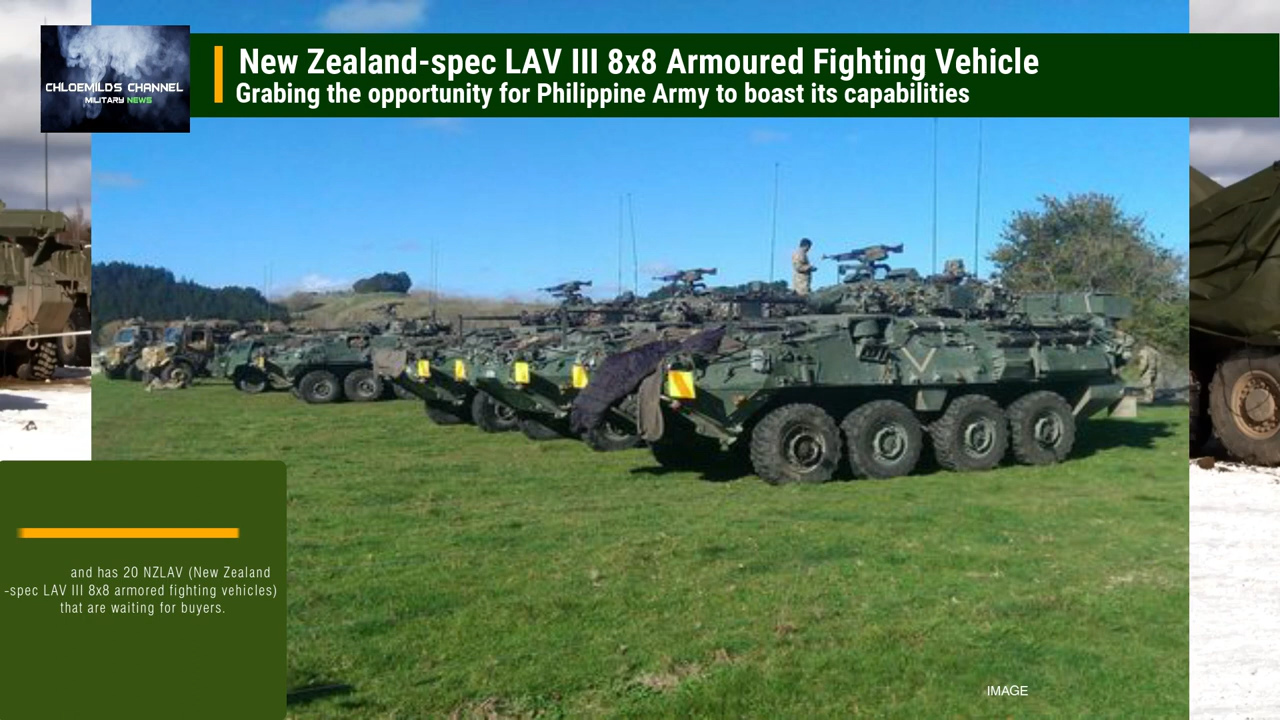 CHLOEMILDS CHANNEL
MILITARY NEWS
New Zealand-spec LAV III 8x8 Armoured Fighting Vehicle
Grabing the opportunity for Philippine Army to boast its capabilities
and has 20 NZLAV (New Zealand
-spec LAV III 8x8 armored fighting vehicles)
that are waiting for buyers.
IMAGE